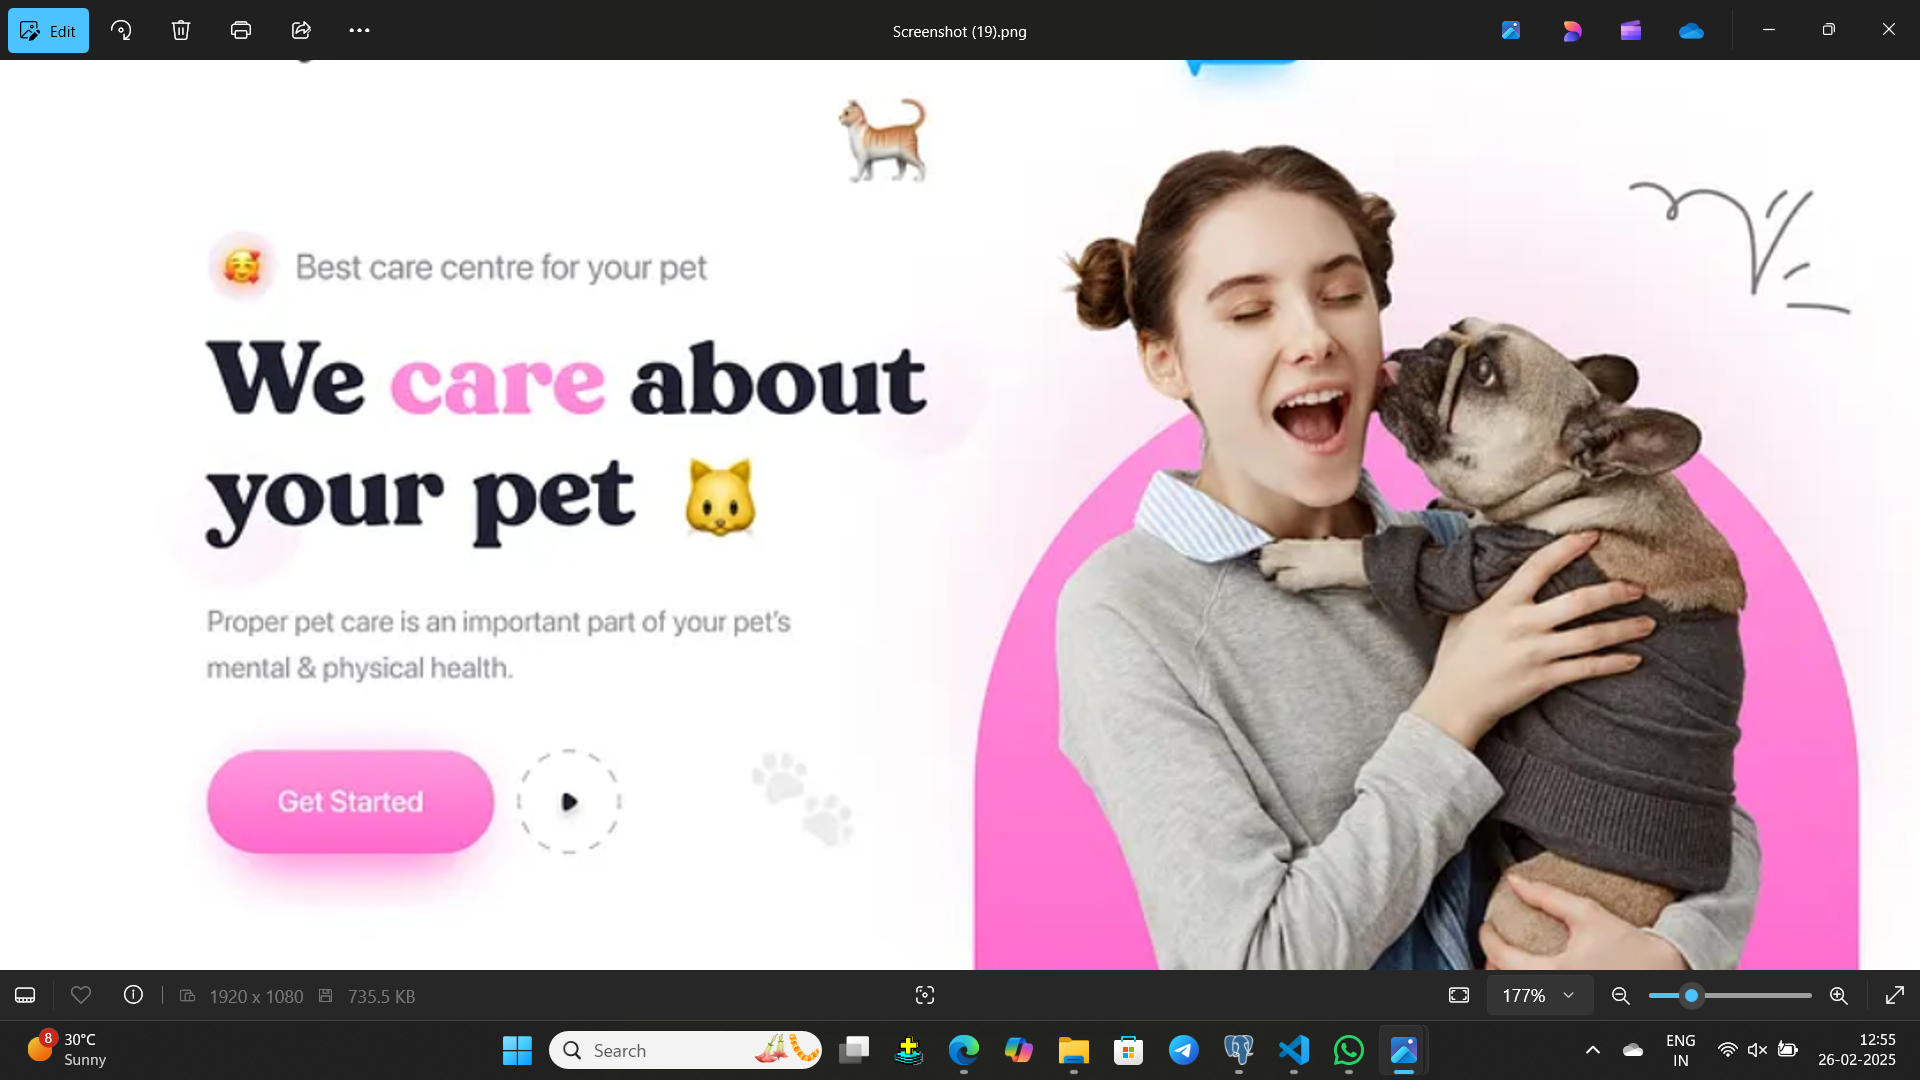 Edit
Screenshot (19).png
Best care centre for your pet
We care about
your pet
Proper pet care is an important part of your pet's
mental & physical health.
Get Started
1920 x 1080
735.5 KB
177%
8
30°C
Sunny
Search
ENG
IN
12:55
26-02-2025